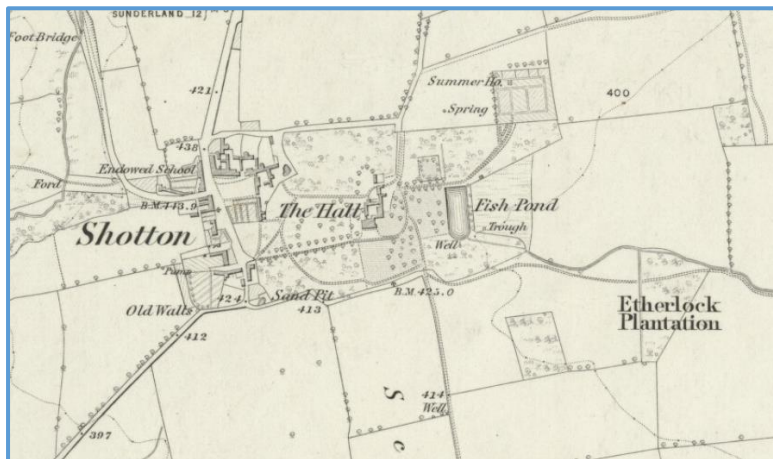 SUNDERLAND 12
Foot Bridge
Summer Ho.
421
400
Spring
438
Endowed School
Ford
B.M. 443.9
The Hall
Fish Pond
Shotton
Trough
Well
Pump
B.M. 425.0
Old Walls
424
Sand Pit
413
Etherlock
Plantation
412
414
Well
S
c
397